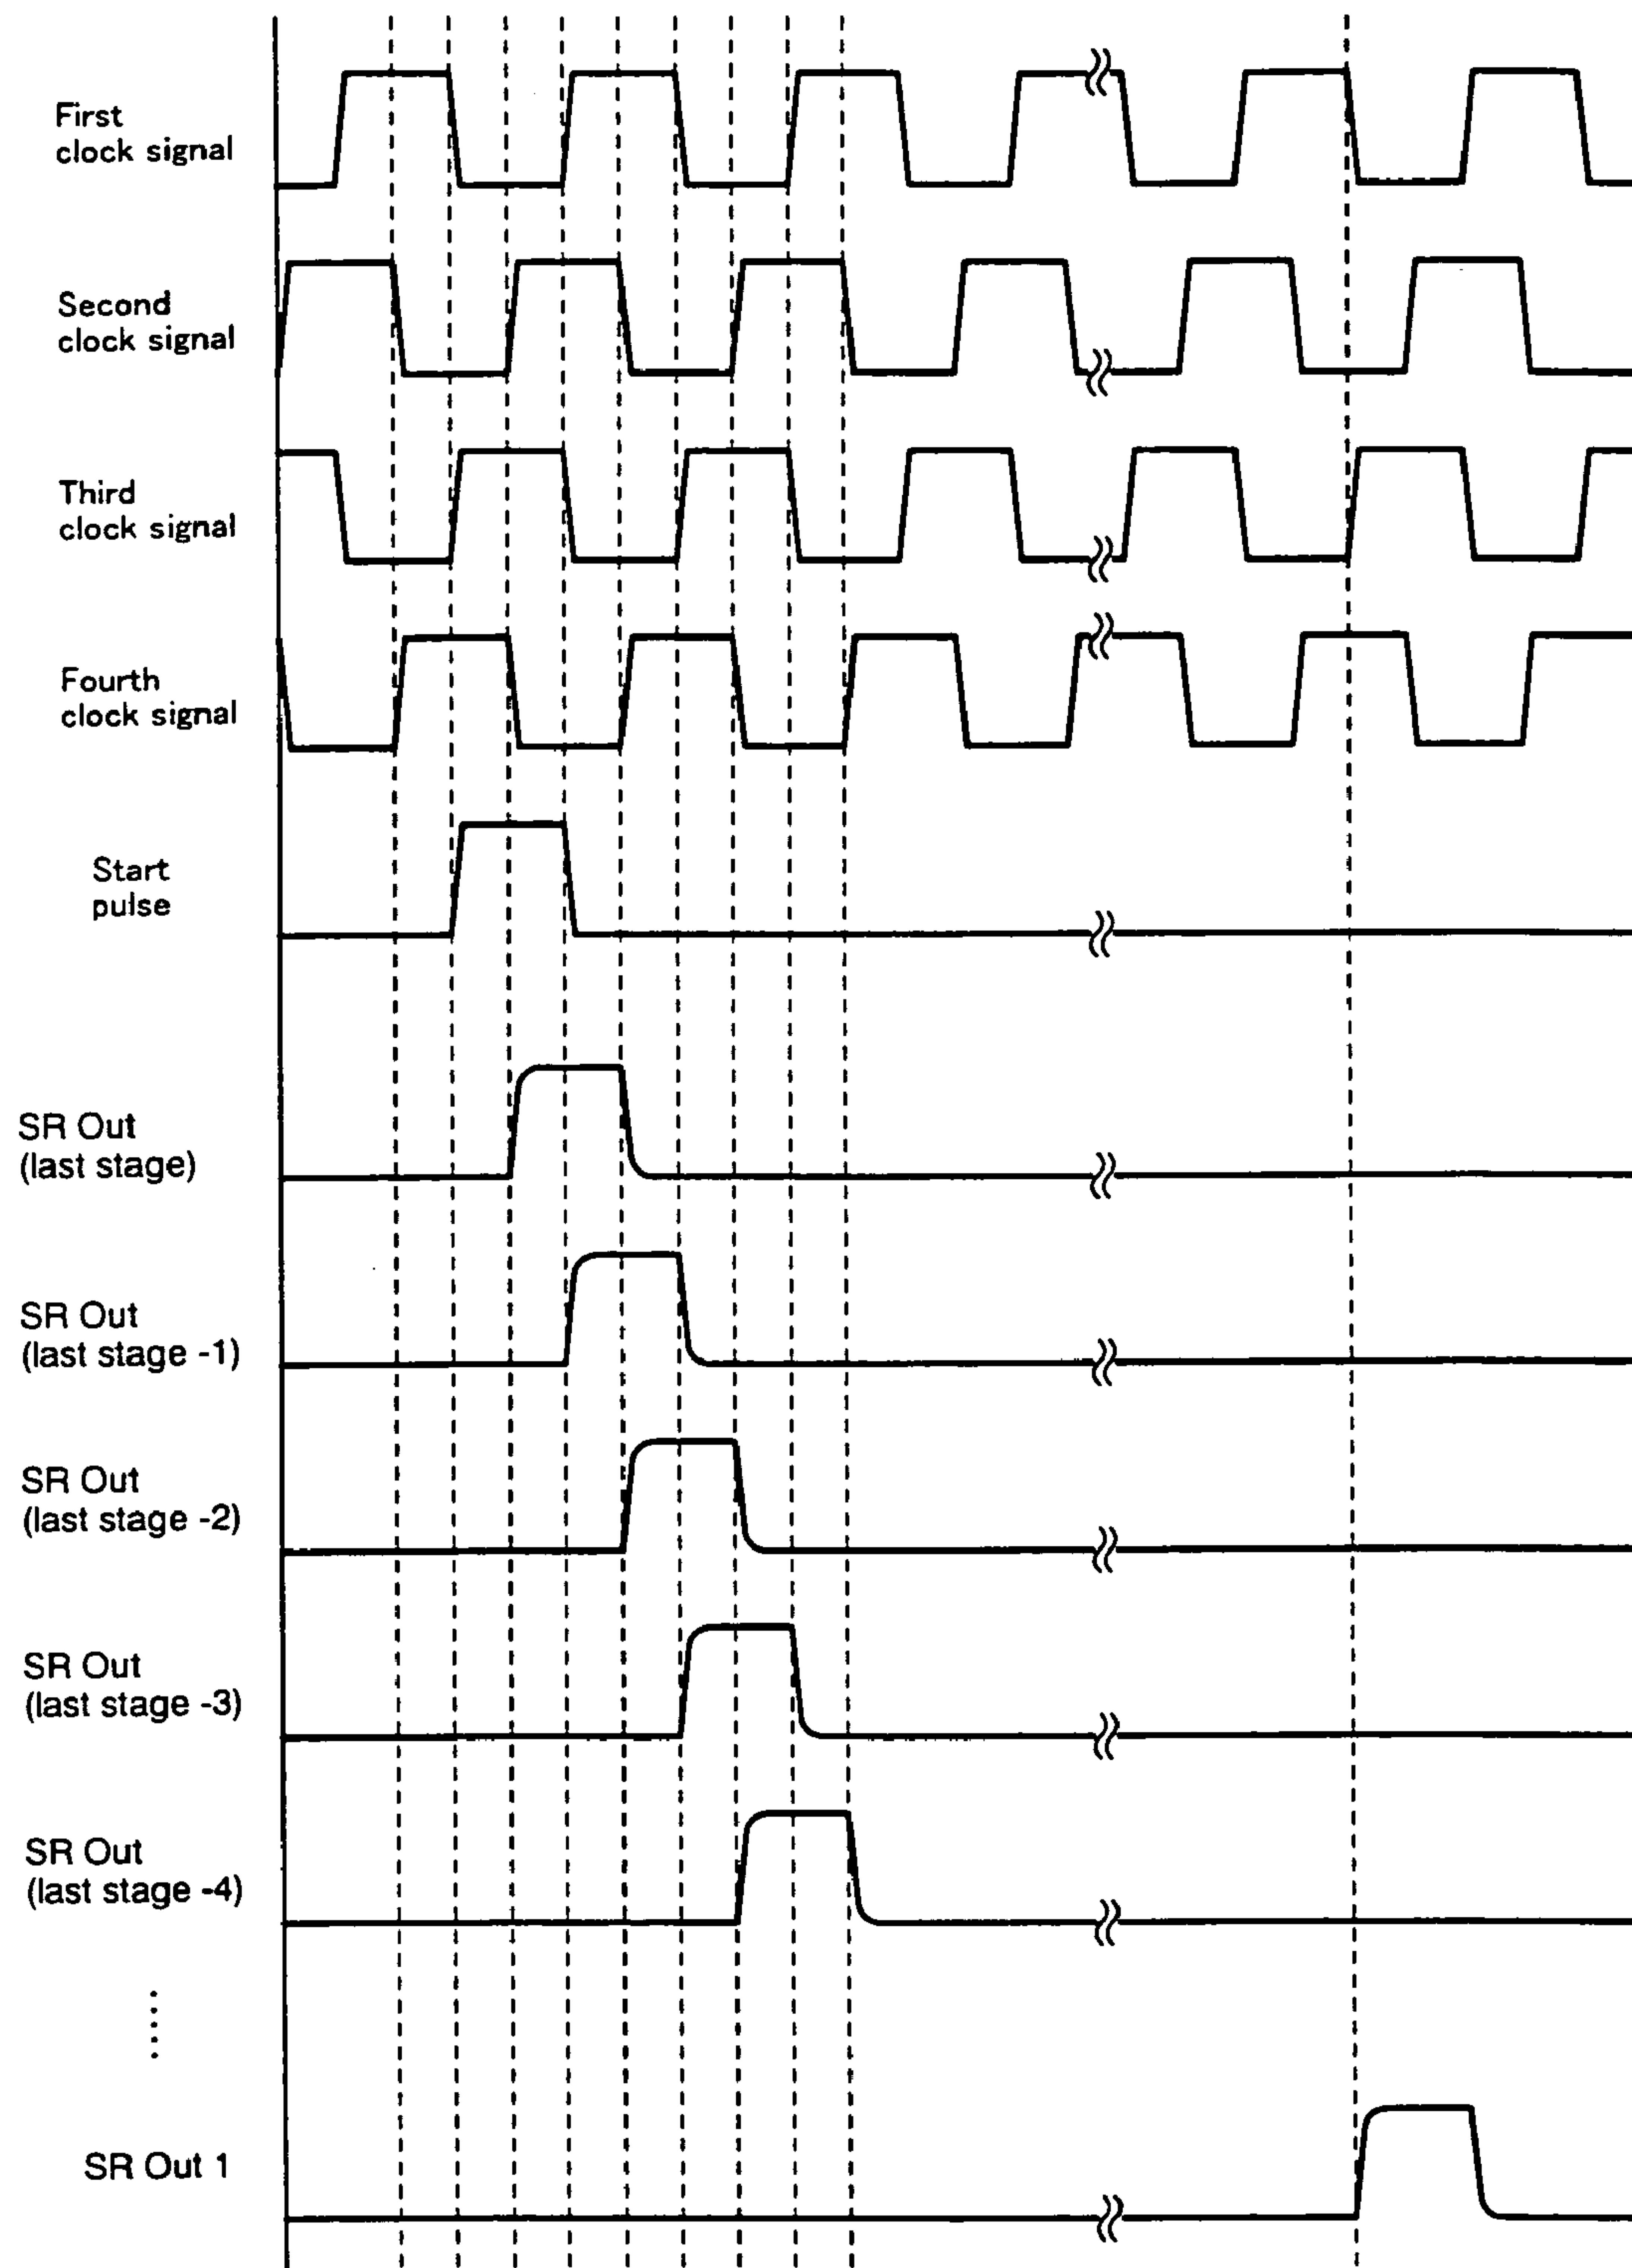 First
clock signal
Second
clock signal
Third
clock signal
Fourth
clock signal
Start
pulse
SR Out
(last stage)
SR Out
(last stage -1)
SR Out
(last stage -2)
SR Out
(last stage -3)
SR Out
(last stage -4)
SR Out 1